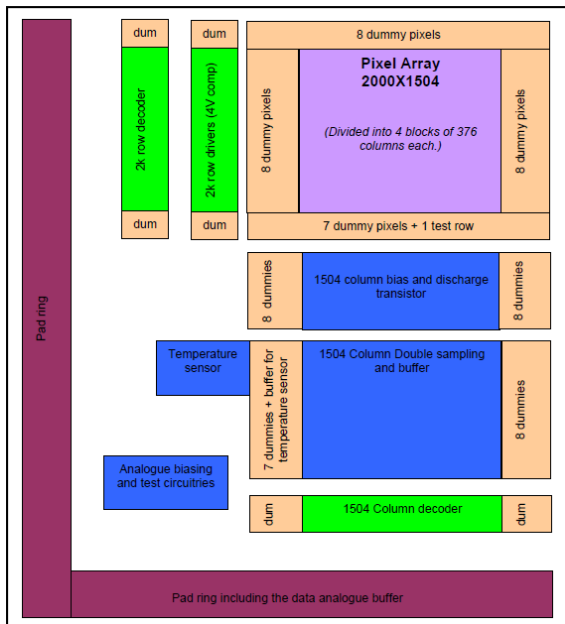 dum
dum
8 dummy pixels
2k row decoder
2k row drivers (4V comp)
8 dummy pixels
Pixel Array
2000X1504
(Divided into 4 blocks of 376
columns each.)
8 dummy pixels
dum
dum
7 dummy pixels + 1 test row
Pad ring
8 dummies
1504 column bias and discharge
transistor
8 dummies
Temperature
sensor
7 dummies + buffer for
temperature sensor
1504 Column Double sampling
and buffer
8 dummies
Analogue biasing
and test circuitries
dum
1504 Column decoder
dum
Pad ring including the data analogue buffer